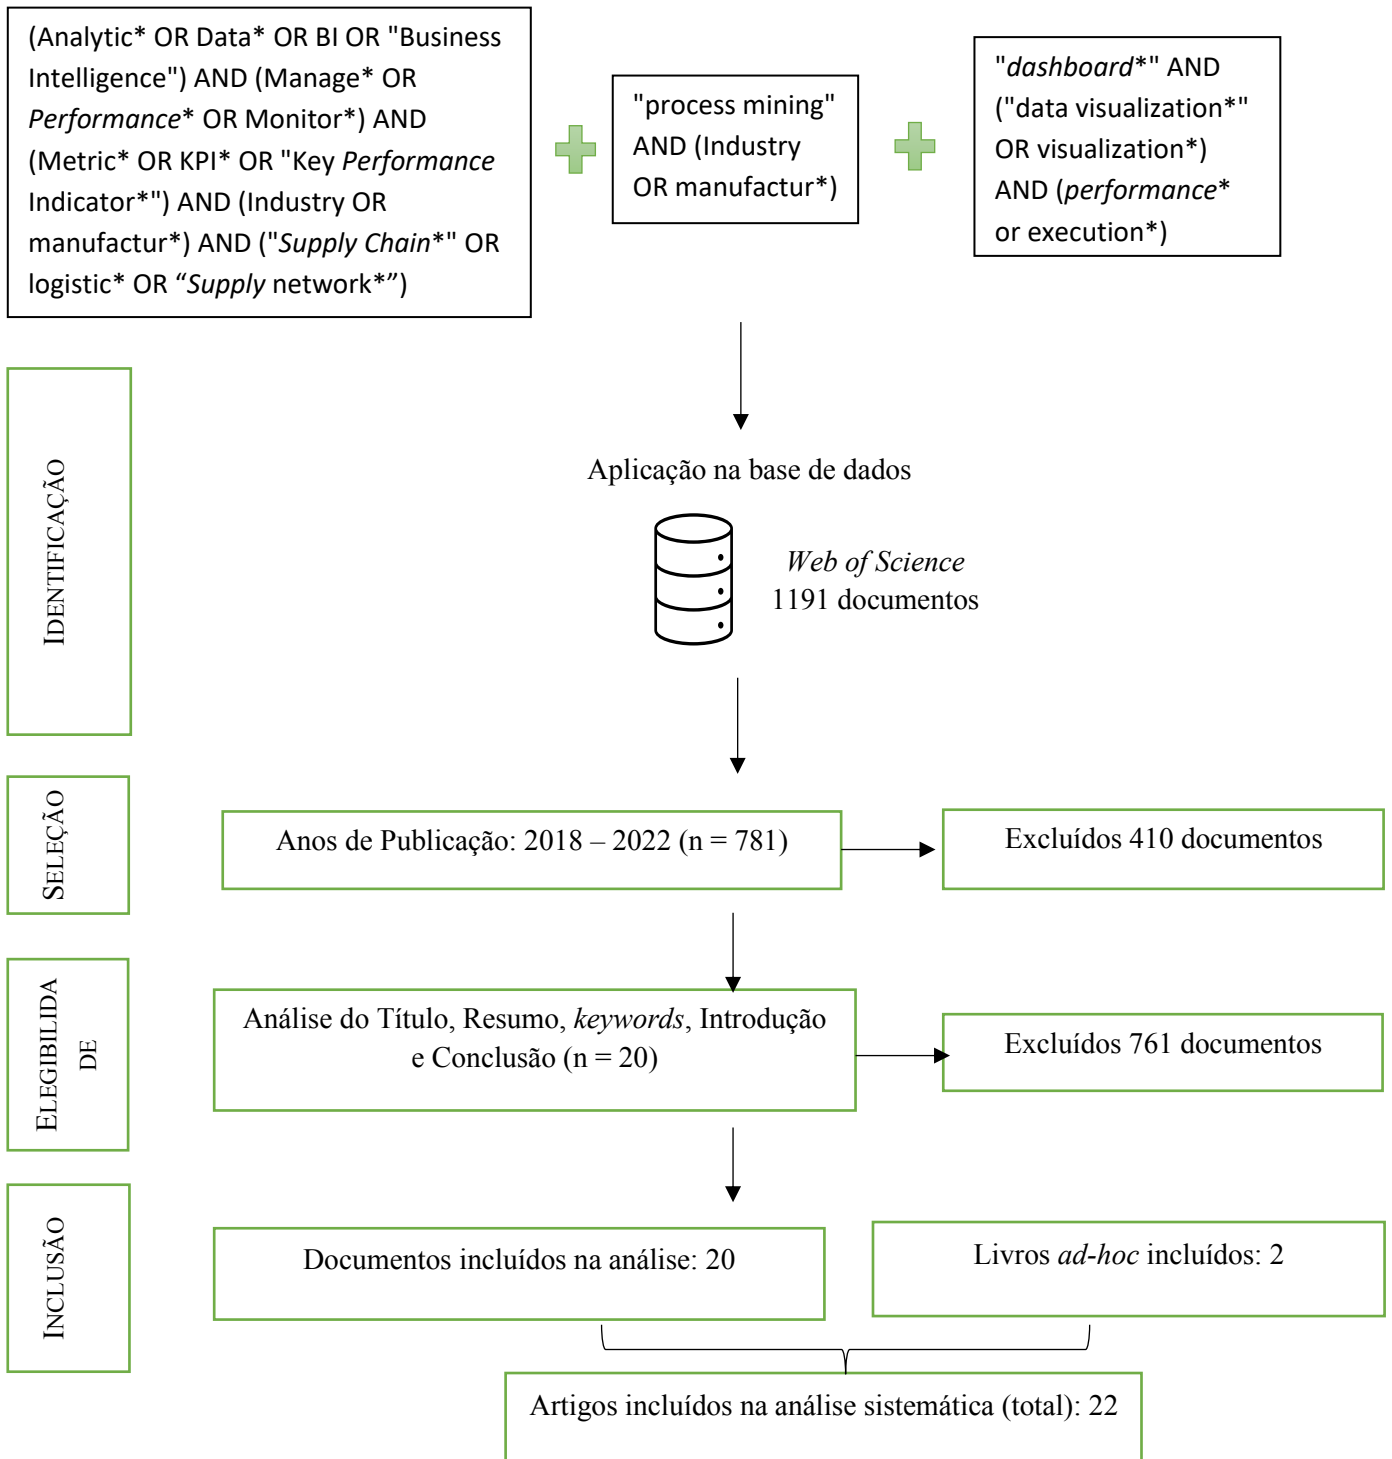 (Analytic* OR Data* OR BI OR "Business
Intelligence") AND (Manage* OR
Performance* OR Monitor*) AND
(Metric* OR KPI* OR "Key Performance
Indicator*") AND (Industry OR
manufactur*) AND ("Supply Chain*" OR
logistic* OR “Supply network*”)
"process mining"
AND (Industry
OR manufactur*)
"dashboard*" AND
("data visualization*"
OR visualization*)
AND (performance*
or execution*)
IDENTIFICAÇÃO
Aplicação na base de dados
Web of Science
1191 documentos
SELEÇÃO
Anos de Publicação: 2018 – 2022 (n = 781)
Excluídos 410 documentos
ELEGIBILIDA
DE
Análise do Título, Resumo, keywords, Introdução
e Conclusão (n = 20)
Excluídos 761 documentos
INCLUSÃO
Documentos incluídos na análise: 20
Livros ad-hoc incluídos: 2
Artigos incluídos na análise sistemática (total): 22